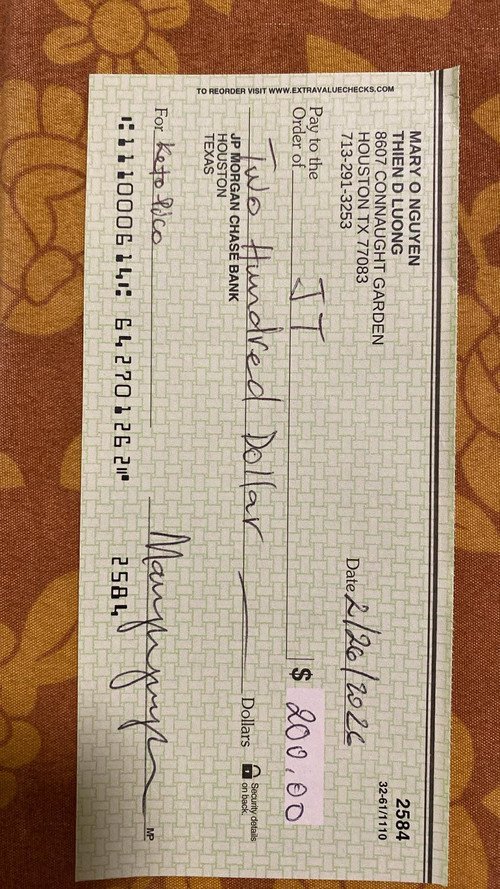 MARY O NGUYEN
THIEN D LUONG
8607 CONNAUGHT GARDEN
HOUSTON TX 77083
713-291-3253
2584
32-61/1110
Date 2/26/2026
TO REORDER VISIT WWW.EXTRAVALUECHECKS.COM
Pay to the
Order of JT $ 200.00
Two Hundred Dollar Dollars
Security details
on back.
JP MORGAN CHASE BANK
HOUSTON
TEXAS
For Keto
MP
⑆111000614⑆ 642701262⑈ 2584